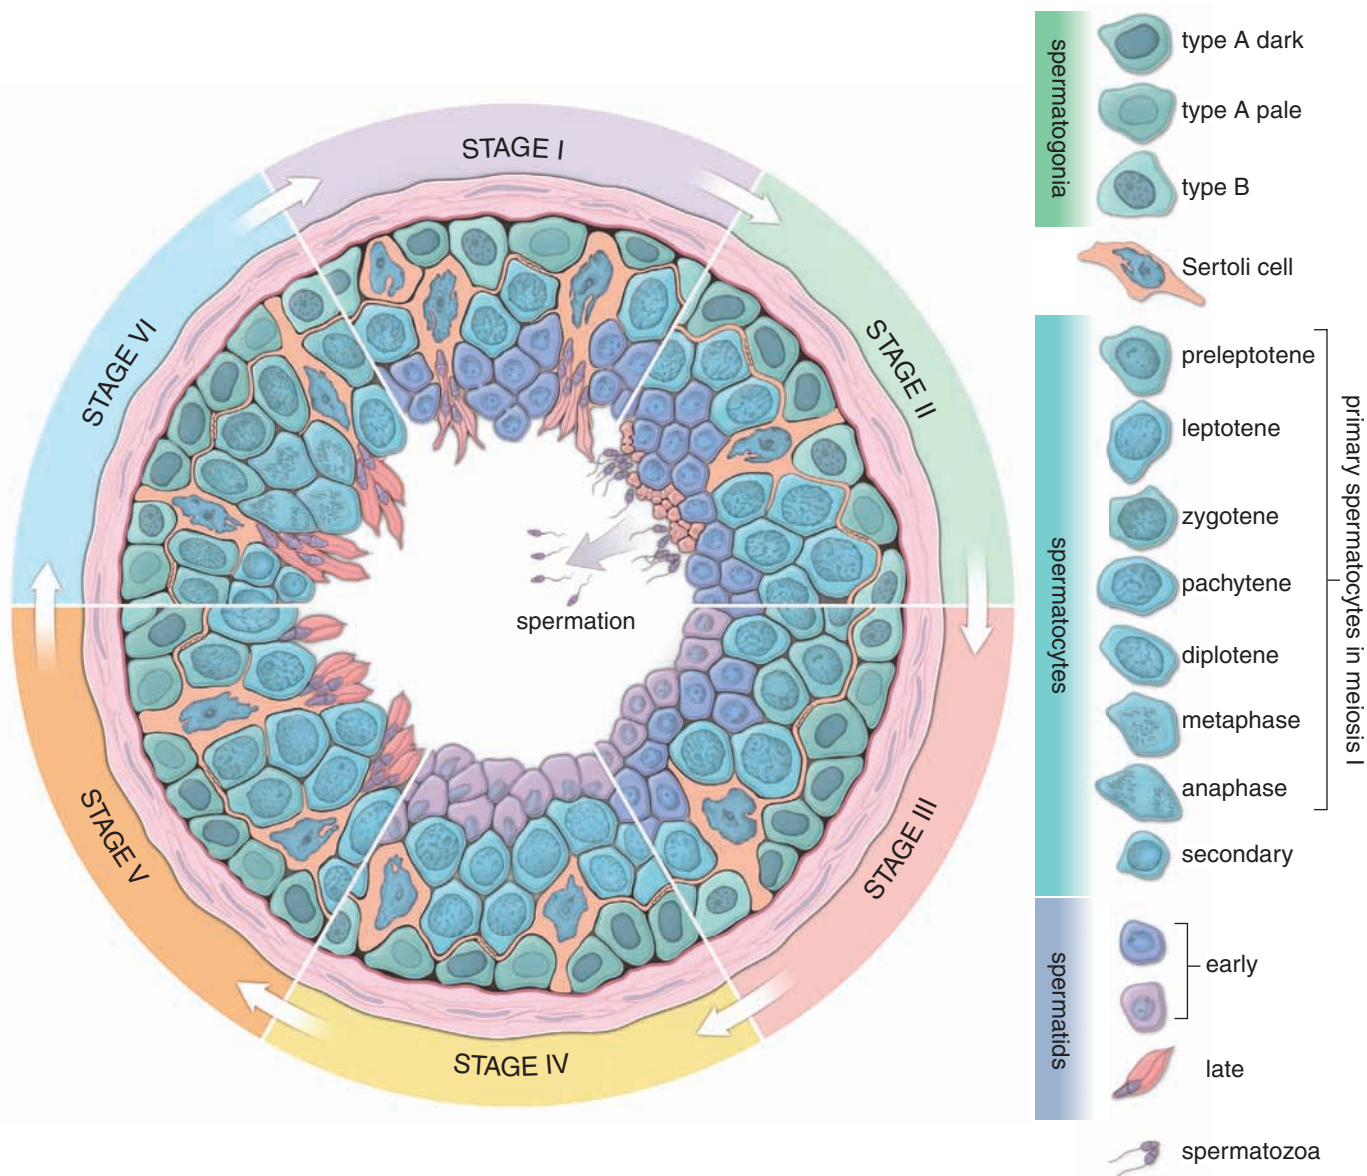 STAGE I
STAGE II
STAGE III
STAGE IV
STAGE V
STAGE VI
spermation
spermatogonia
type A dark
type A pale
type B
Sertoli cell
spermatocytes
preleptotene
leptotene
zygotene
pachytene
diplotene
metaphase
anaphase
secondary
primary spermatocytes in meiosis I
spermatids
early
late
spermatozoa